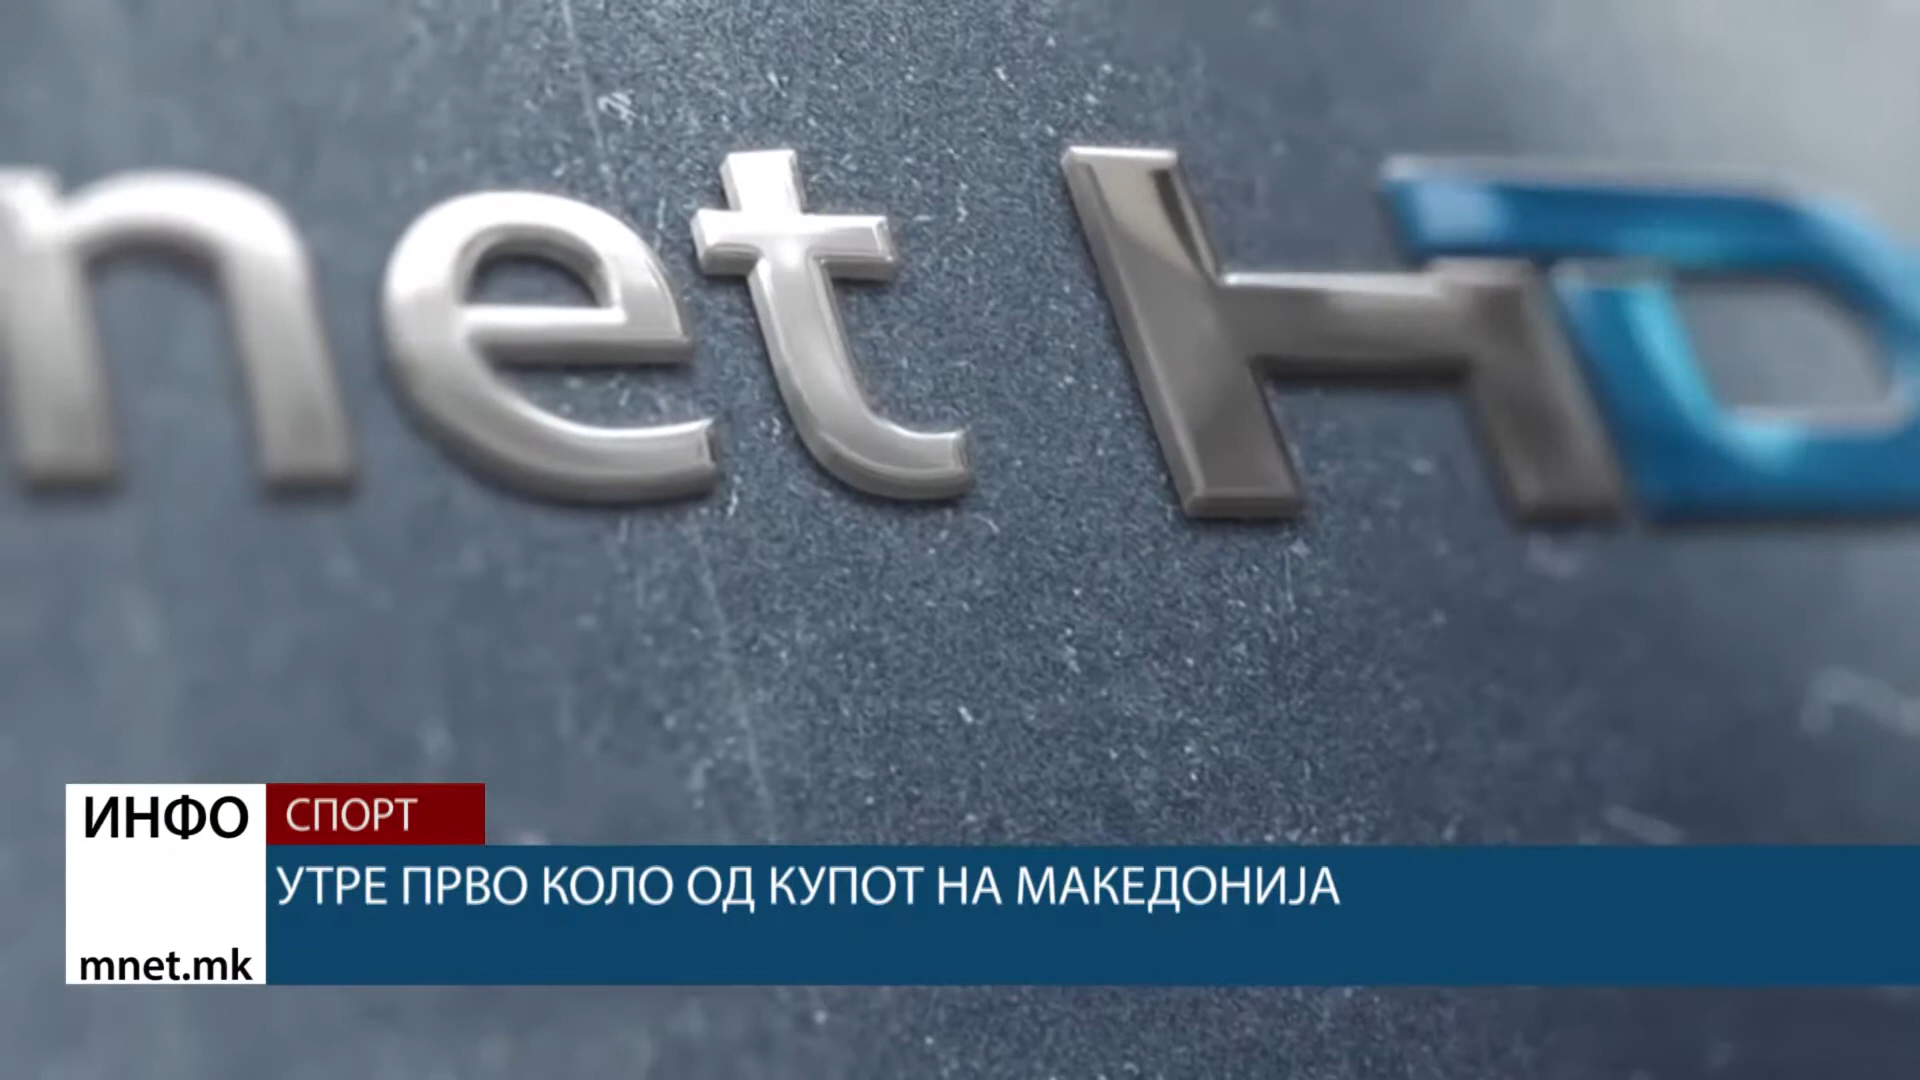 net HD
ИНФО
СПОРТ
УТРЕ ПРВО КОЛО ОД КУПОТ НА МАКЕДОНИЈА
mnet.mk